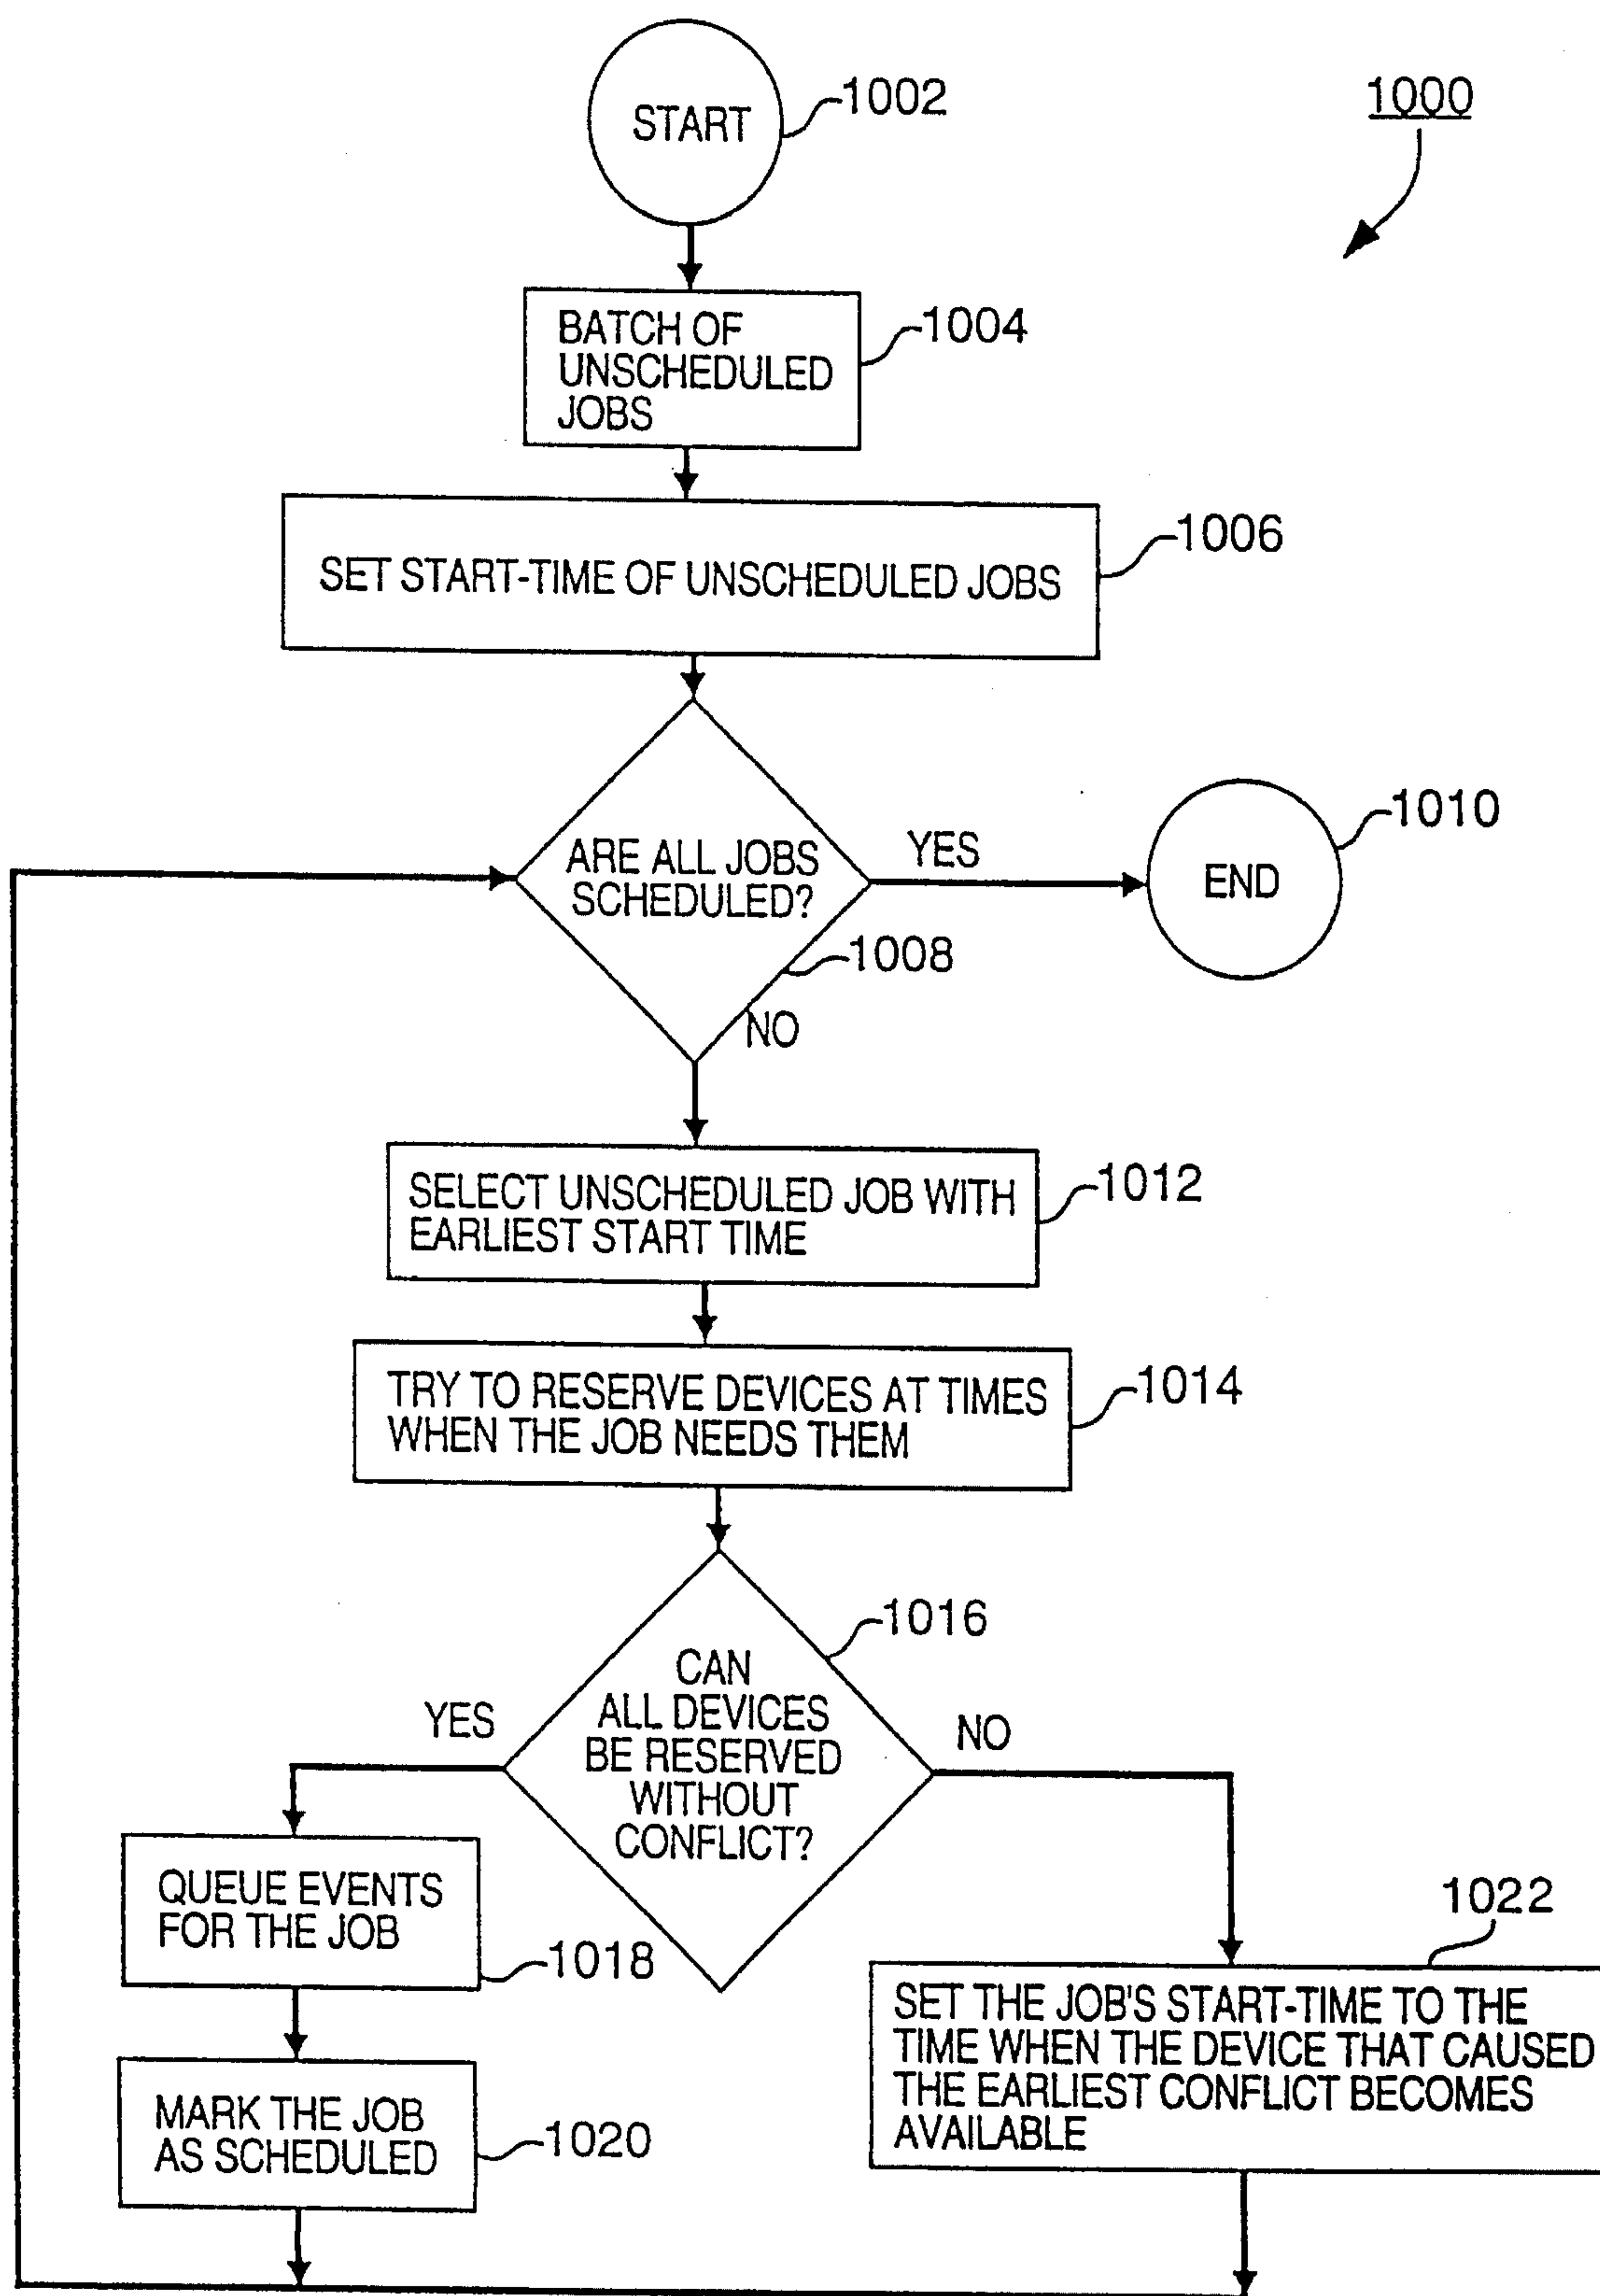 START
1002
1000
BATCH OF
UNSCHEDULED
JOBS
1004
SET START-TIME OF UNSCHEDULED JOBS
1006
ARE ALL JOBS
SCHEDULED?
YES
END
1010
1008
NO
SELECT UNSCHEDULED JOB WITH
EARLIEST START TIME
1012
TRY TO RESERVE DEVICES AT TIMES
WHEN THE JOB NEEDS THEM
1014
CAN
ALL DEVICES
BE RESERVED
WITHOUT
CONFLICT?
1016
YES
NO
QUEUE EVENTS
FOR THE JOB
1018
MARK THE JOB
AS SCHEDULED
1020
1022
SET THE JOB'S START-TIME TO THE
TIME WHEN THE DEVICE THAT CAUSED
THE EARLIEST CONFLICT BECOMES
AVAILABLE